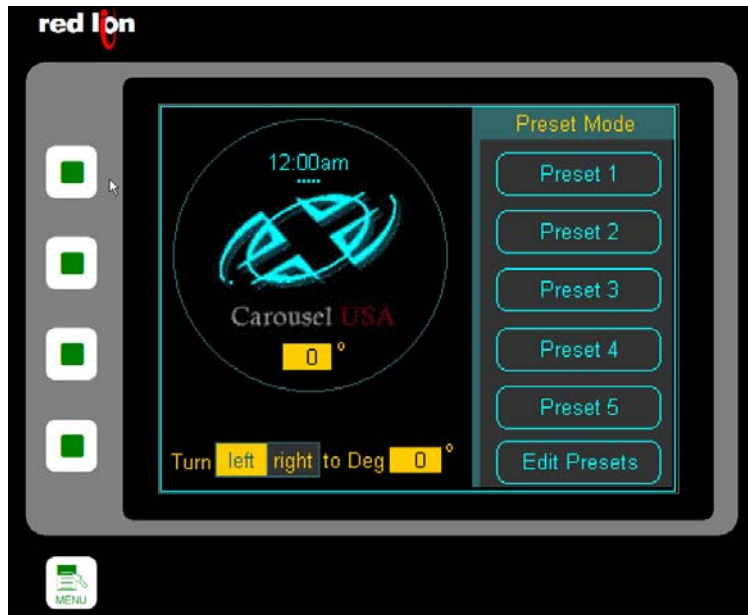 red lion
Preset Mode
12:00am
Preset 1
Preset 2
Preset 3
Carousel USA
0 °
Preset 4
Preset 5
Turn left right to Deg 0 °
Edit Presets
MENU